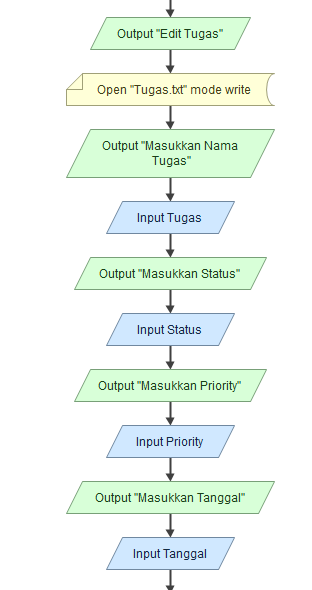 Output "Edit Tugas"
Open "Tugas.txt" mode write
Output "Masukkan Nama
Tugas"
Input Tugas
Output "Masukkan Status"
Input Status
Output "Masukkan Priority"
Input Priority
Output "Masukkan Tanggal"
Input Tanggal